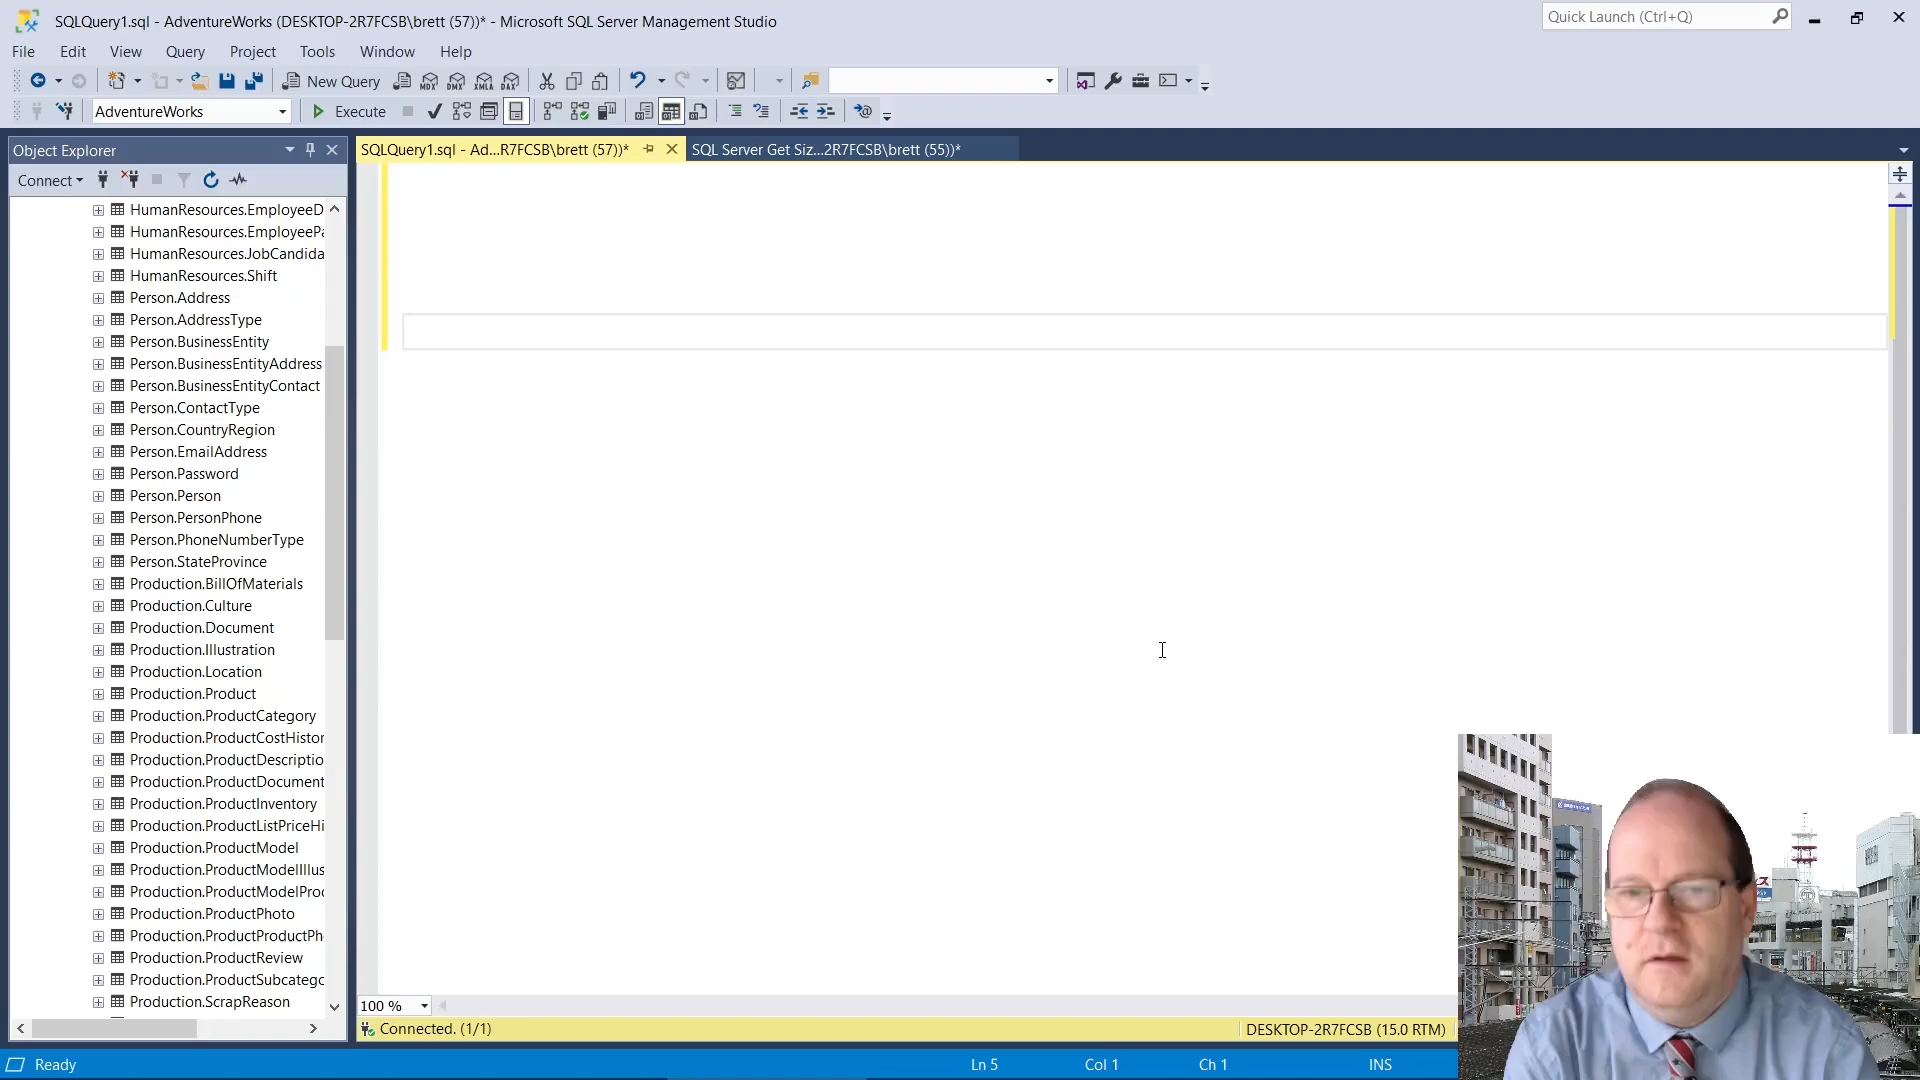 SQLQuery1.sql - AdventureWorks (DESKTOP-2R7FCSB\brett (57))* - Microsoft SQL Server Management Studio
Quick Launch (Ctrl+Q)
File Edit View Query Project Tools Window Help
New Query MDX DMX XMLA DAX
AdventureWorks Execute
Object Explorer
SQLQuery1.sql - Ad...R7FCSB\brett (57))* SQL Server Get Siz...2R7FCSB\brett (55))*
Connect
HumanResources.EmployeeD
HumanResources.EmployeePa
HumanResources.JobCandida
HumanResources.Shift
Person.Address
Person.AddressType
Person.BusinessEntity
Person.BusinessEntityAddress
Person.BusinessEntityContact
Person.ContactType
Person.CountryRegion
Person.EmailAddress
Person.Password
Person.Person
Person.PersonPhone
Person.PhoneNumberType
Person.StateProvince
Production.BillOfMaterials
Production.Culture
Production.Document
Production.Illustration
Production.Location
Production.Product
Production.ProductCategory
Production.ProductCostHistor
Production.ProductDescriptio
Production.ProductDocument
Production.ProductInventory
Production.ProductListPriceHi
Production.ProductModel
Production.ProductModelIllus
Production.ProductModelProd
Production.ProductPhoto
Production.ProductProductPh
Production.ProductReview
Production.ProductSubcatego
Production.ScrapReason
100 %
Connected. (1/1) DESKTOP-2R7FCSB (15.0 RTM)
Ready Ln 5 Col 1 Ch 1 INS